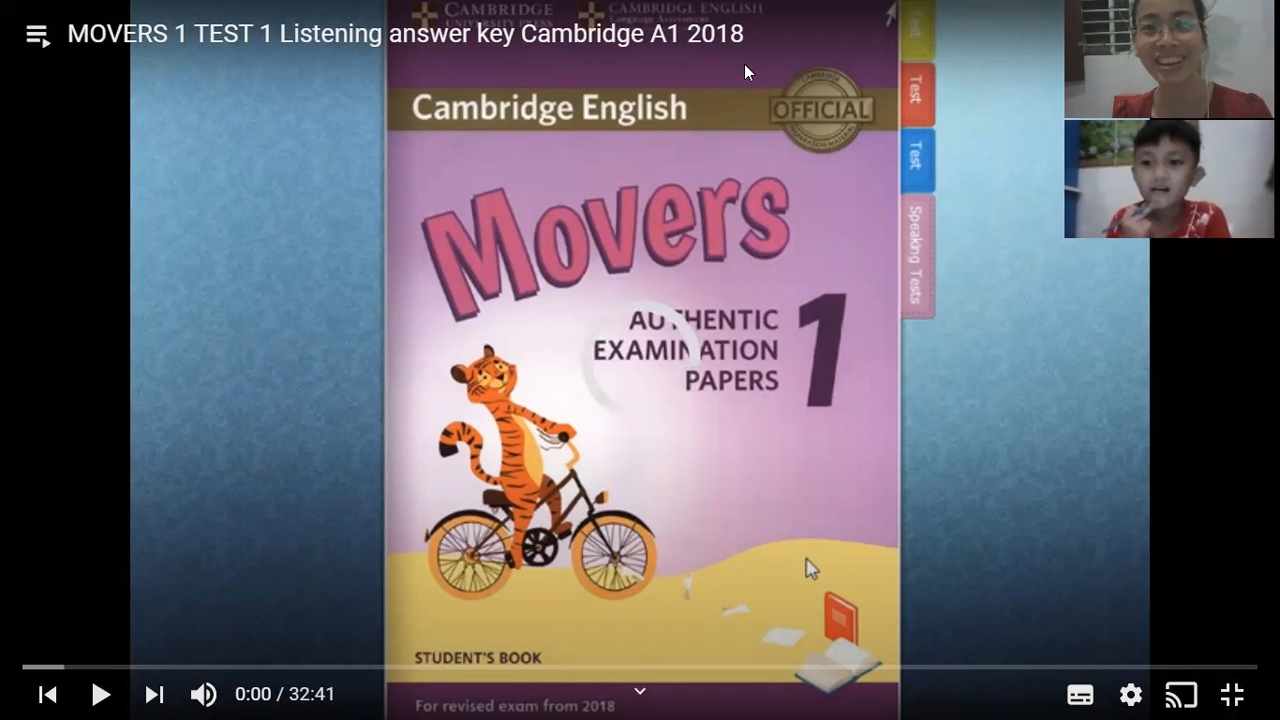 MOVERS 1 TEST 1 Listening answer key Cambridge A1 2018
CAMBRIDGE
UNIVERSITY PRESS
CAMBRIDGE ENGLISH
Language Assessment
Cambridge English
OFFICIAL
Movers
AUTHENTIC
EXAMINATION
PAPERS
1
Test
Test
Test
Speaking Tests
STUDENT'S BOOK
For revised exam from 2018
0:00 / 32:41